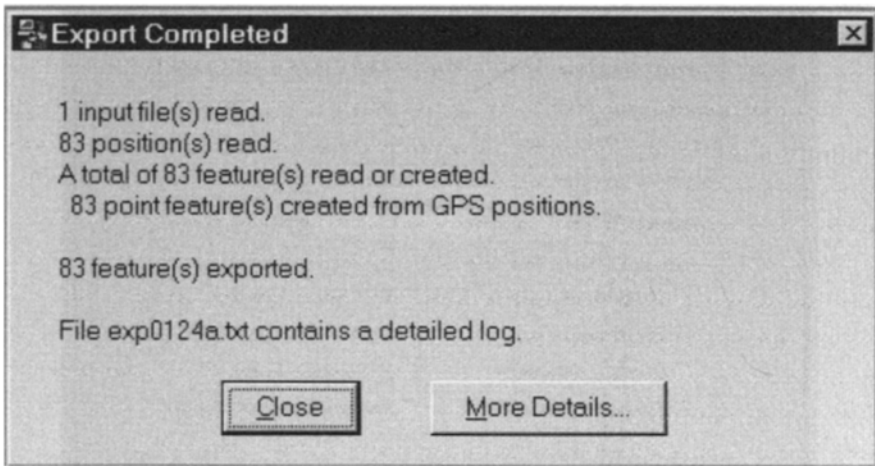 Export Completed
1 input file(s) read.
83 position(s) read.
A total of 83 feature(s) read or created.
83 point feature(s) created from GPS positions.
83 feature(s) exported.
File exp0124a.txt contains a detailed log.
Close
More Details...